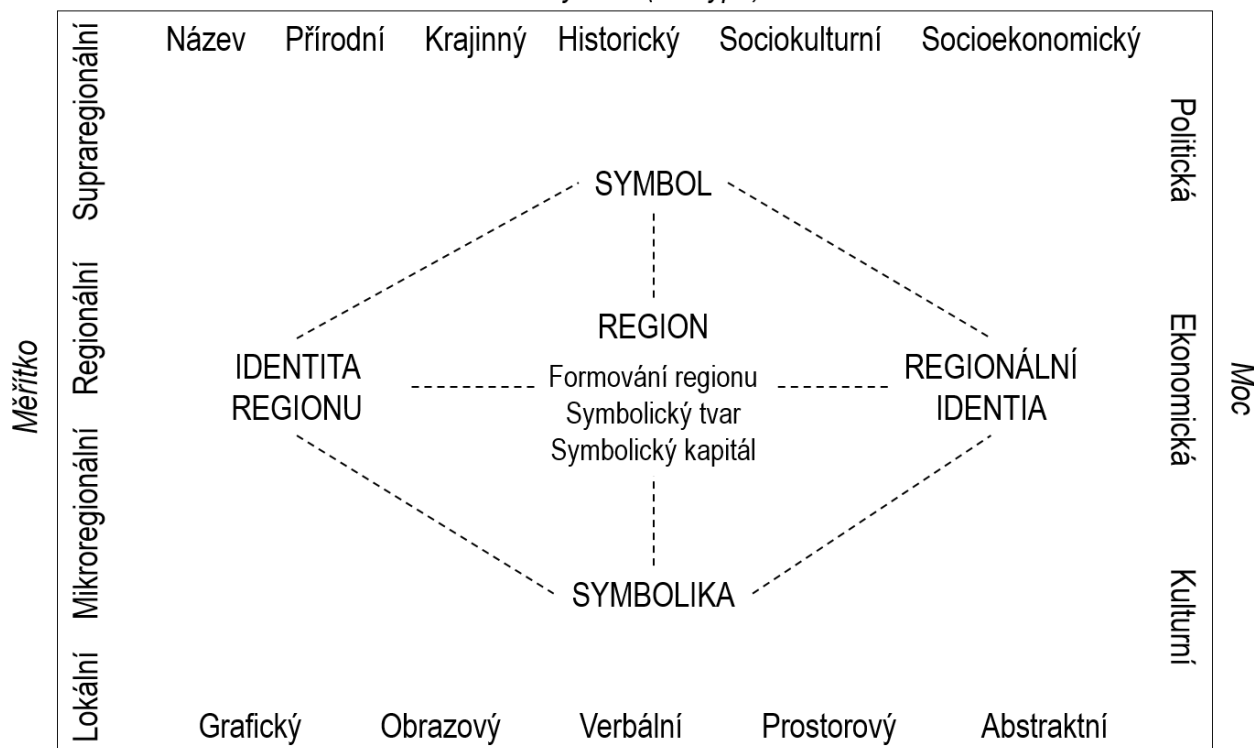 Název Přírodní Krajinný Historický Sociokulturní Socioekonomický
Supraregionální
Regionální
Mikroregionální
Lokální
Měřítko
SYMBOL
REGION
Formování regionu
Symbolický tvar
Symbolický kapitál
IDENTITA
REGIONU
REGIONÁLNÍ
IDENTIA
SYMBOLIKA
Politická
Ekonomická
Kulturní
Moc
Grafický Obrazový Verbální Prostorový Abstraktní